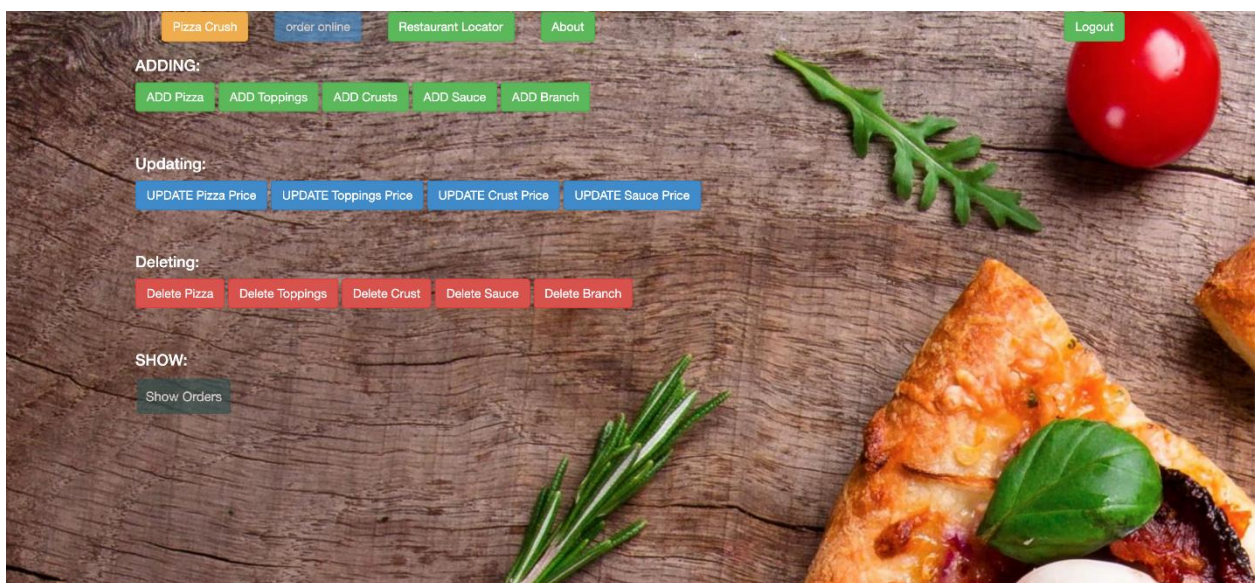 Pizza Crush order online Restaurant Locator About Logout
ADDING:
ADD Pizza ADD Toppings ADD Crusts ADD Sauce ADD Branch
Updating:
UPDATE Pizza Price UPDATE Toppings Price UPDATE Crust Price UPDATE Sauce Price
Deleting:
Delete Pizza Delete Toppings Delete Crust Delete Sauce Delete Branch
SHOW:
Show Orders